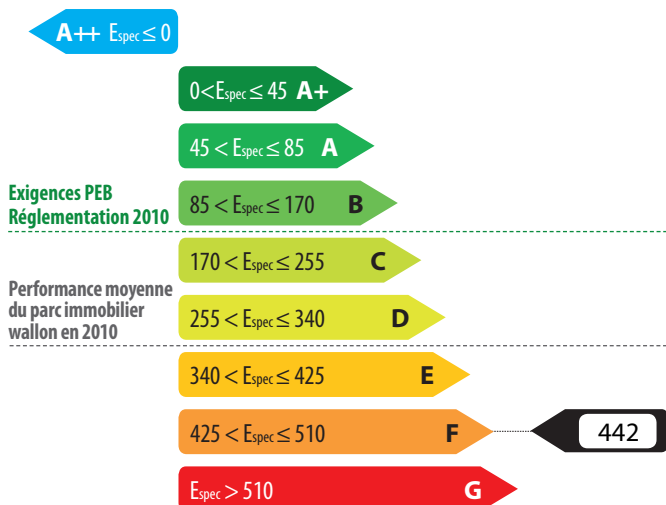 A++ Espec ≤ 0
0<Espec ≤ 45 A+
45 < Espec ≤ 85 A
Exigences PEB
Réglementation 2010
85 < Espec ≤ 170 B
170 < Espec ≤ 255 C
Performance moyenne
du parc immobilier
wallon en 2010
255 < Espec ≤ 340 D
340 < Espec ≤ 425 E
425 < Espec ≤ 510 F
442
Espec > 510 G